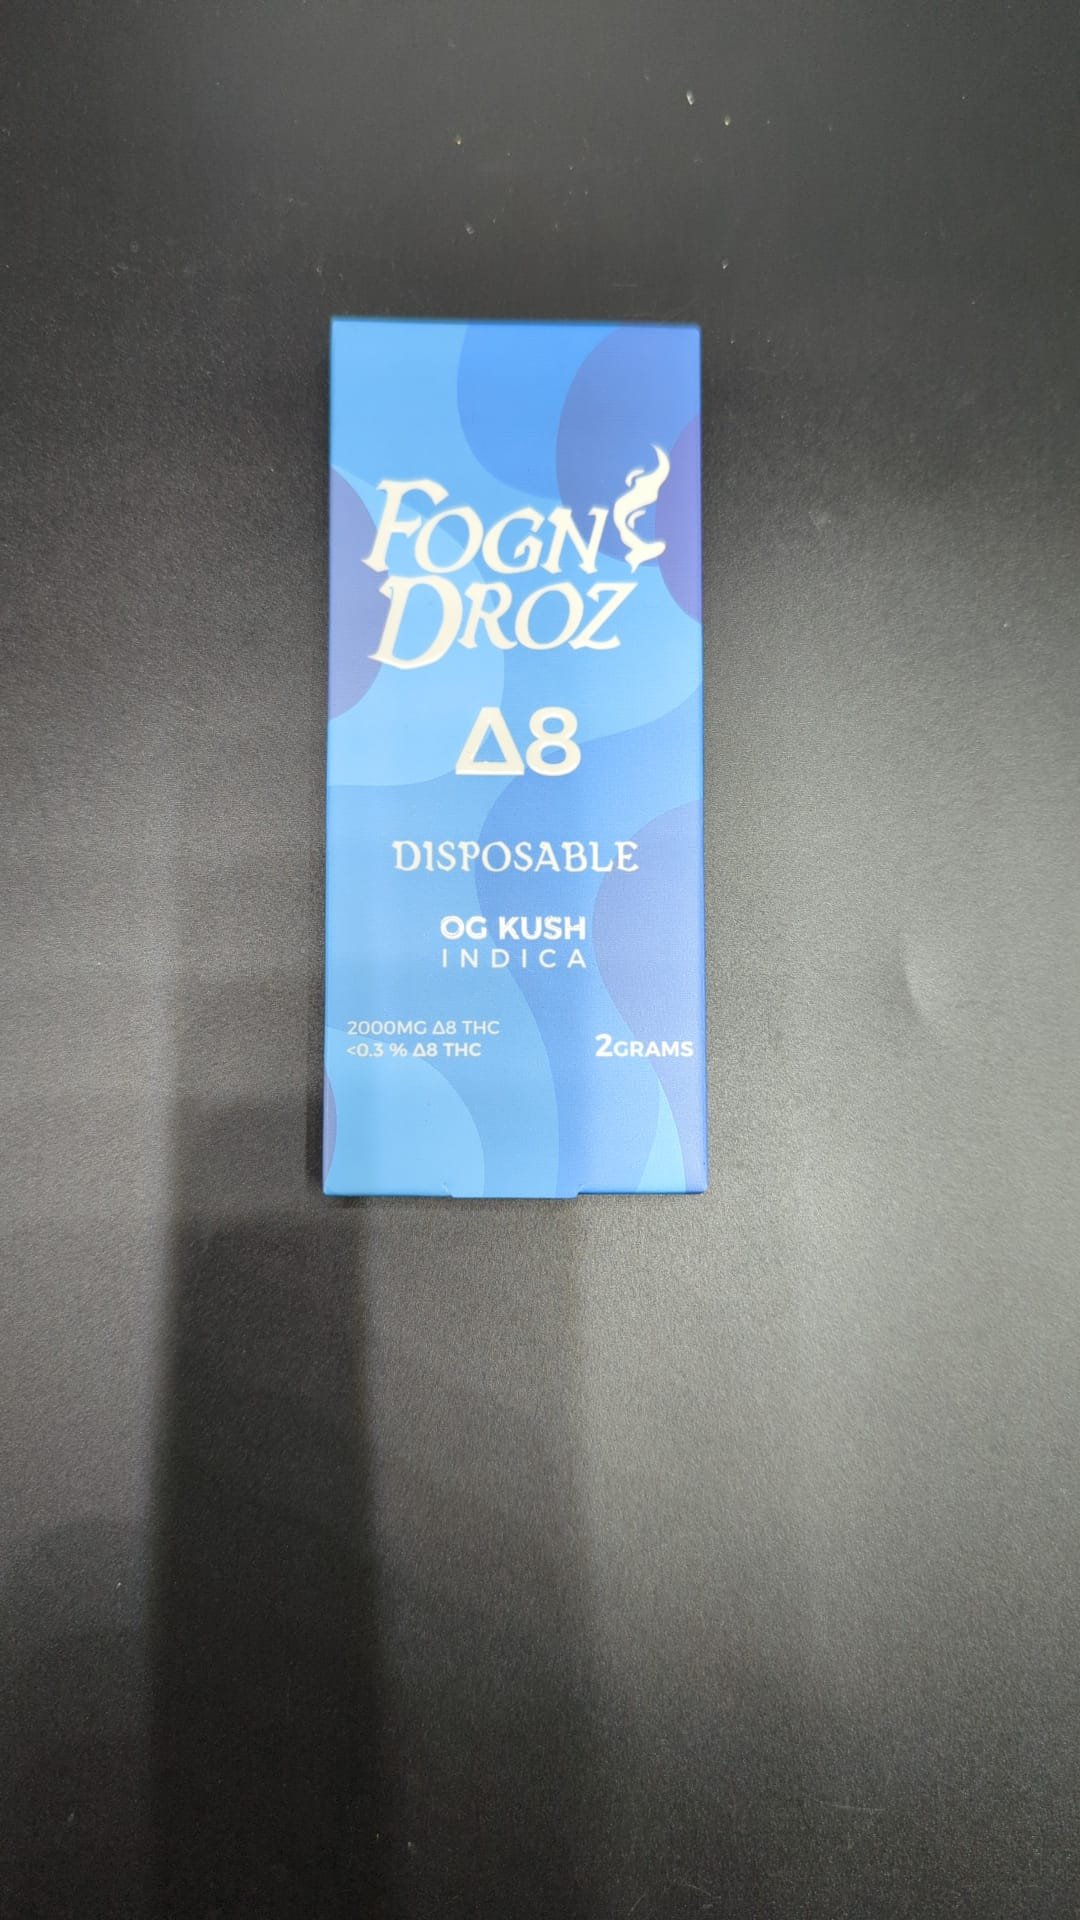 FOGN
DROZ
Δ8
DISPOSABLE
OG KUSH
INDICA
2000MG Δ8 THC
<0.3 % Δ8 THC
2GRAMS